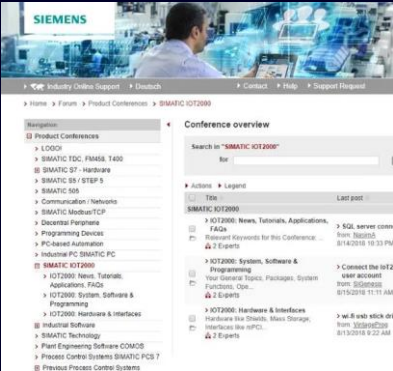 SIEMENS
Industry Online Support
Deutsch
Contact
Help
Support Request
Home
Forum
Product Conferences
SIMATIC IOT2000
Navigation
Product Conferences
LOGO!
SIMATIC TDC, FM458, T400
SIMATIC S7 - Hardware
SIMATIC S5 / STEP 5
SIMATIC 505
Communication / Networks
SIMATIC Modbus/TCP
Decentral Periphere
Programming Devices
PC-based Automation
Industrial PC SIMATIC PC
SIMATIC IOT2000
IOT2000: News, Tutorials,
Applications, FAQs
IOT2000: System, Software &
Programming
IOT2000: Hardware & Interfaces
Industrial Software
SIMATIC Technology
Plant Engineering Software COMOS
Process Control Systems SIMATIC PCS 7
Previous Process Control Systems
Conference overview
Search in "SIMATIC IOT2000"
for
Actions
Legend
Title
Last post
SIMATIC IOT2000
IOT2000: News, Tutorials, Applications,
FAQs
Relevant Keywords for this Conference: ...
2 Experts
SQL server conne
from: NasimA
8/14/2018 10:33 PM
IOT2000: System, Software &
Programming
Your General Topics, Packages, System
Functions, Ope...
2 Experts
Connect the IoT2
user account
from: SIGeneos
8/15/2018 11:11 AM
IOT2000: Hardware & Interfaces
Hardware like Shields, Mass Storage,
Interfaces like mPCI...
2 Experts
wi-fi usb stick dri
from: VintageProg
8/13/2018 9:22 AM